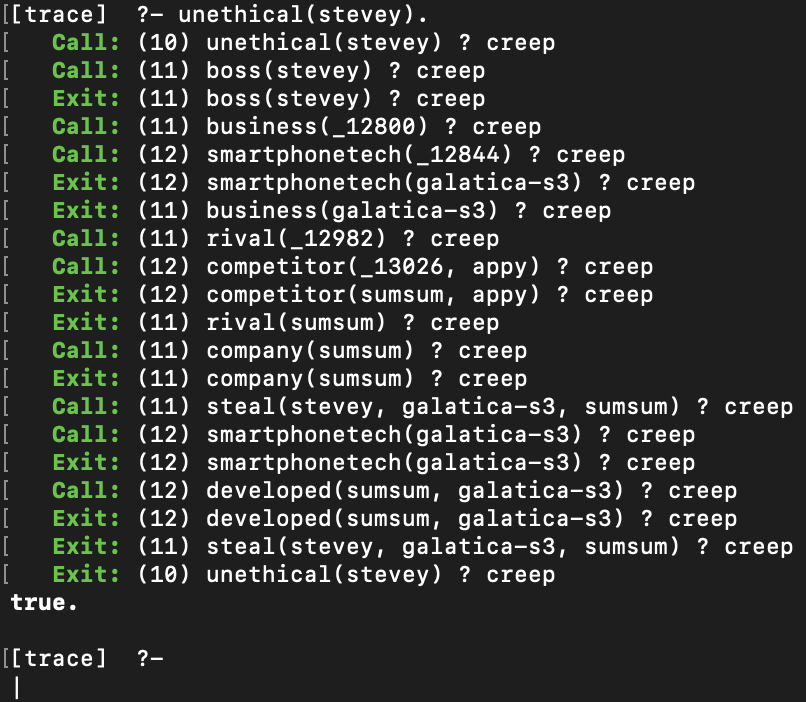 [[trace]  ?- unethical(stevey).
[   Call: (10) unethical(stevey) ? creep
[   Call: (11) boss(stevey) ? creep
[   Exit: (11) boss(stevey) ? creep
[   Call: (11) business(_12800) ? creep
[   Call: (12) smartphonetech(_12844) ? creep
[   Exit: (12) smartphonetech(galatica-s3) ? creep
[   Exit: (11) business(galatica-s3) ? creep
[   Call: (11) rival(_12982) ? creep
[   Call: (12) competitor(_13026, appy) ? creep
[   Exit: (12) competitor(sumsum, appy) ? creep
[   Exit: (11) rival(sumsum) ? creep
[   Call: (11) company(sumsum) ? creep
[   Exit: (11) company(sumsum) ? creep
[   Call: (11) steal(stevey, galatica-s3, sumsum) ? creep
[   Call: (12) smartphonetech(galatica-s3) ? creep
[   Exit: (12) smartphonetech(galatica-s3) ? creep
[   Call: (12) developed(sumsum, galatica-s3) ? creep
[   Exit: (12) developed(sumsum, galatica-s3) ? creep
[   Exit: (11) steal(stevey, galatica-s3, sumsum) ? creep
[   Exit: (10) unethical(stevey) ? creep
true.
[[trace]  ?-